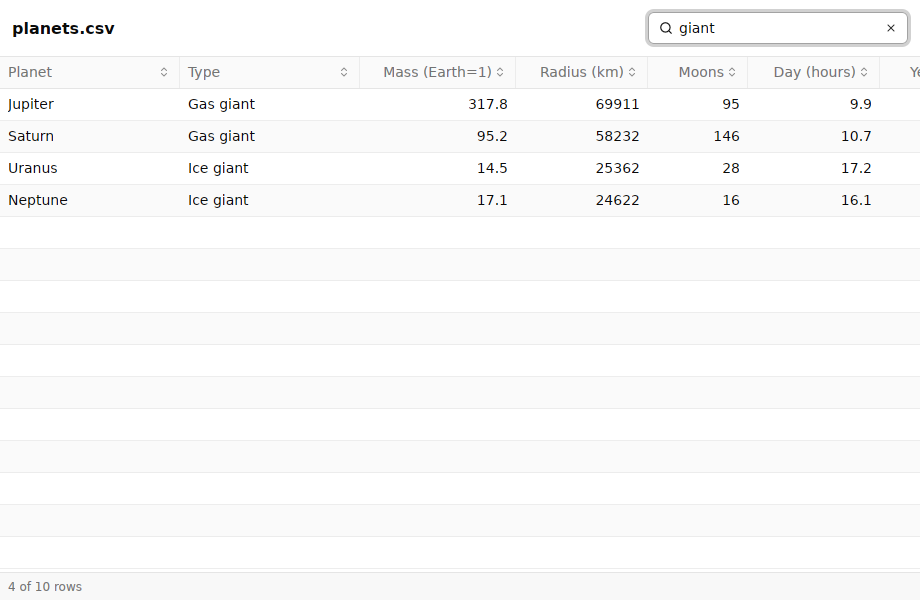 planets.csv
giant
Planet Type Mass (Earth=1) Radius (km) Moons Day (hours)
Jupiter Gas giant 317.8 69911 95 9.9
Saturn Gas giant 95.2 58232 146 10.7
Uranus Ice giant 14.5 25362 28 17.2
Neptune Ice giant 17.1 24622 16 16.1
4 of 10 rows